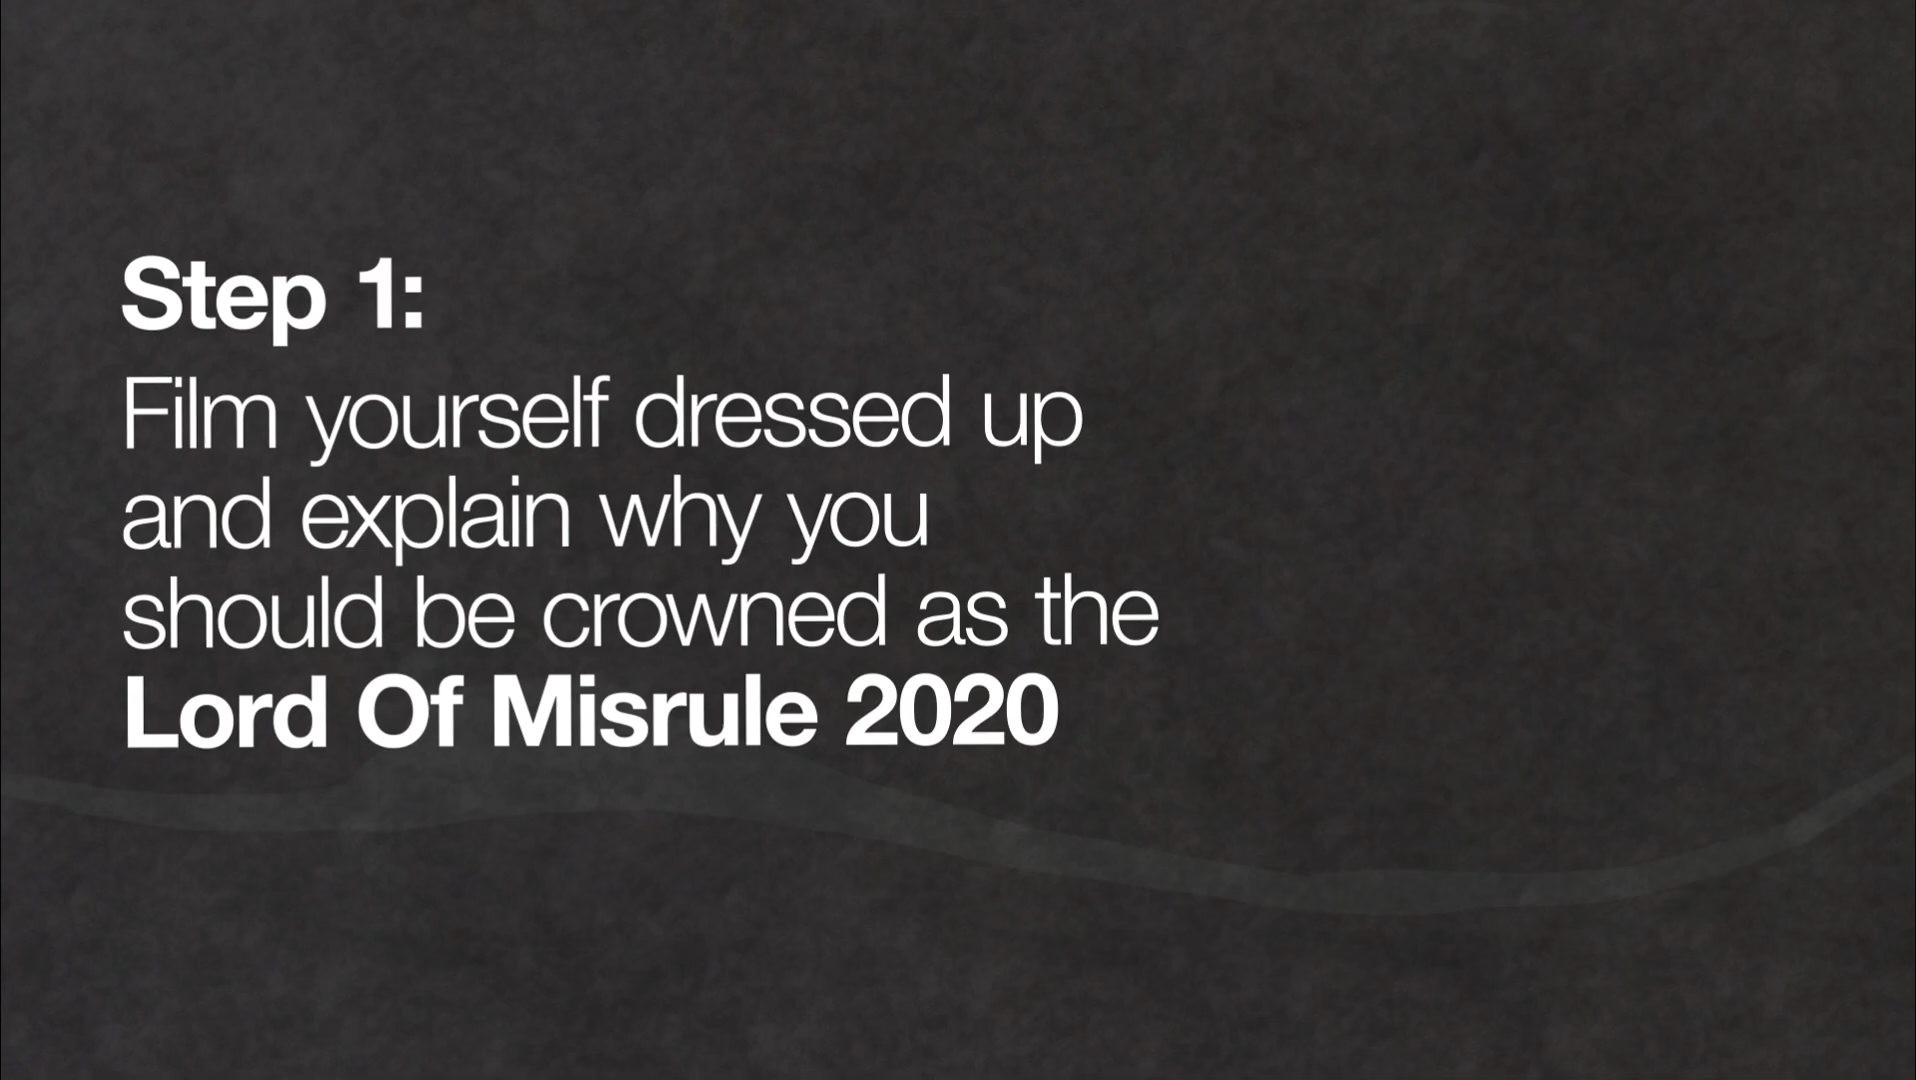 Step 1:
Film yourself dressed up
and explain why you
should be crowned as the
Lord Of Misrule 2020